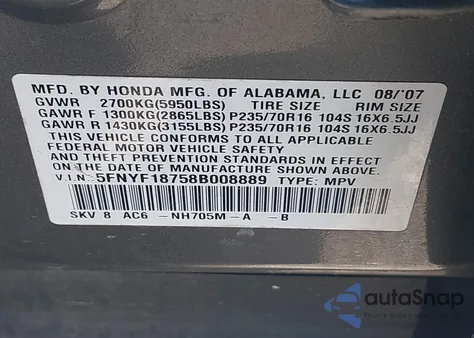 MFD. BY HONDA MFG. OF ALABAMA, LLC 08/'07
GVWR 2700KG(5950LBS) TIRE SIZE RIM SIZE
GAWR F 1300KG(2865LBS) P235/70R16 104S 16X6.5JJ
GAWR R 1430KG(3155LBS) P235/70R16 104S 16X6.5JJ
THIS VEHICLE CONFORMS TO ALL APPLICABLE
FEDERAL MOTOR VEHICLE SAFETY
AND THEFT PREVENTION STANDARDS IN EFFECT
ON THE DATE OF MANUFACTURE SHOWN ABOVE.
V.I.N. 5FNYF18758B008889 TYPE: MPV
SKV 8 AC6 -NH705M-A -B
autoSnap